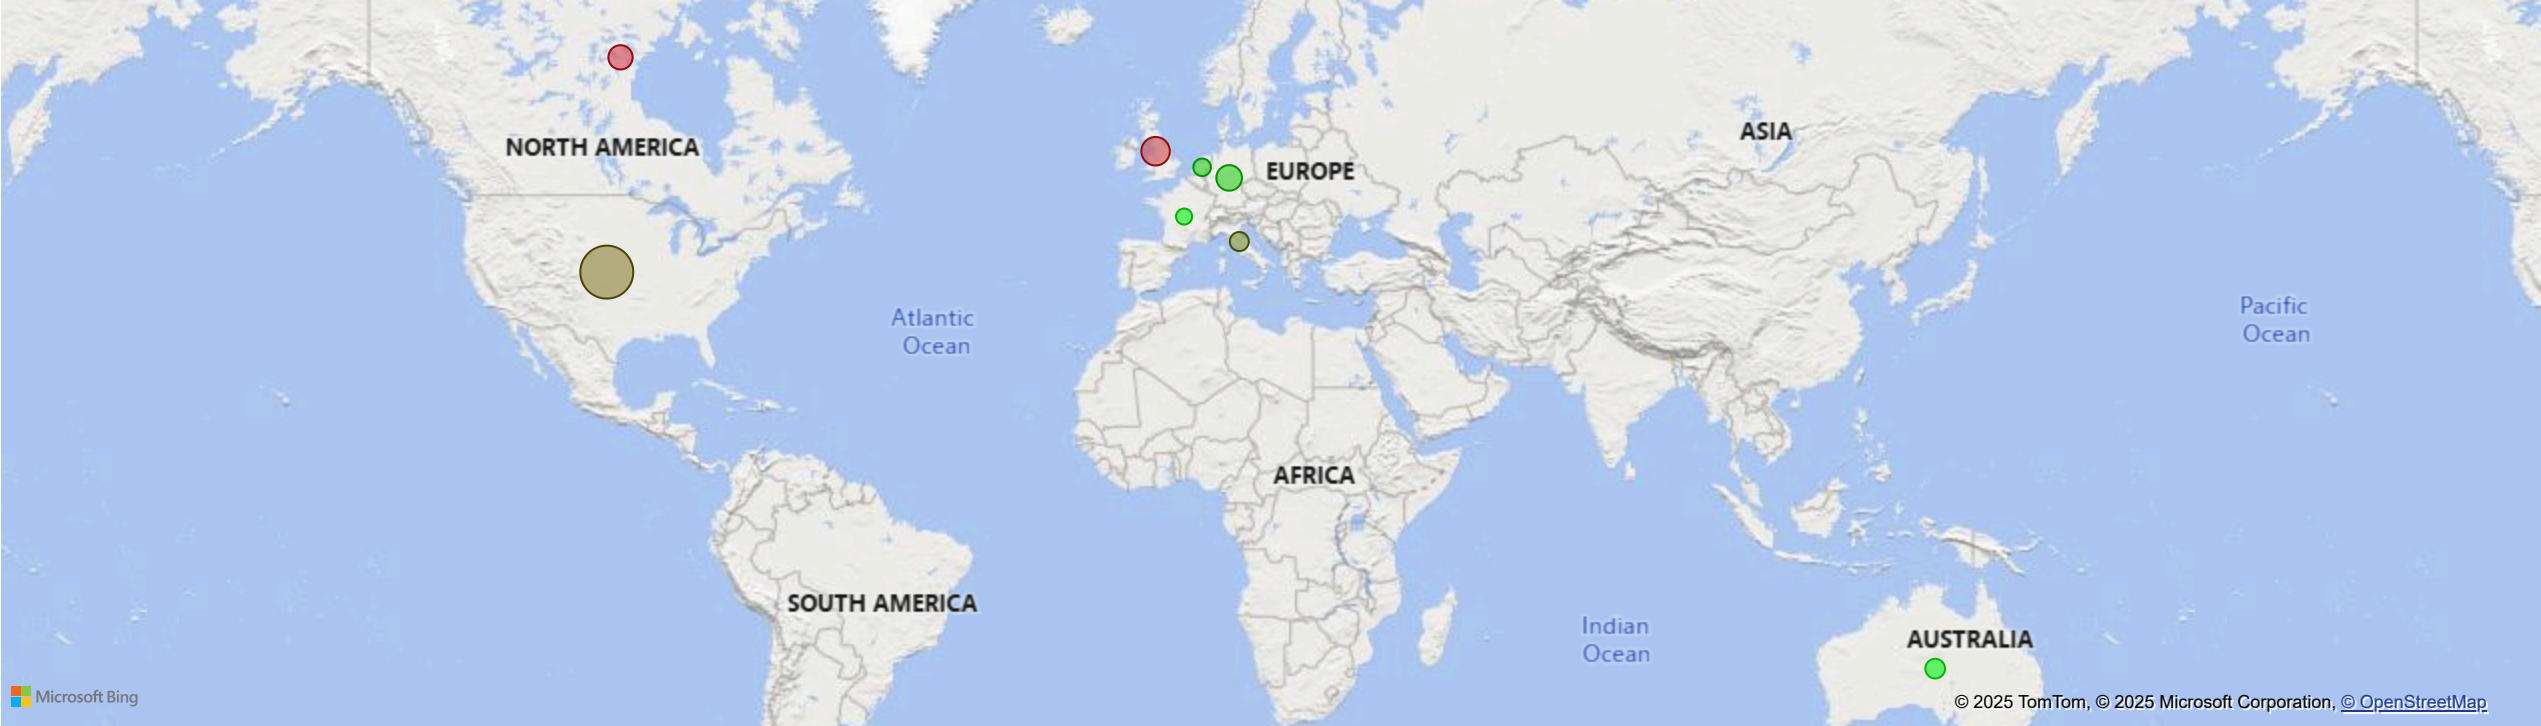 NORTH AMERICA
ASIA
EUROPE
Atlantic
Ocean
Pacific
Ocean
AFRICA
SOUTH AMERICA
Indian
Ocean
AUSTRALIA
Microsoft Bing
© 2025 TomTom, © 2025 Microsoft Corporation, © OpenStreetMap